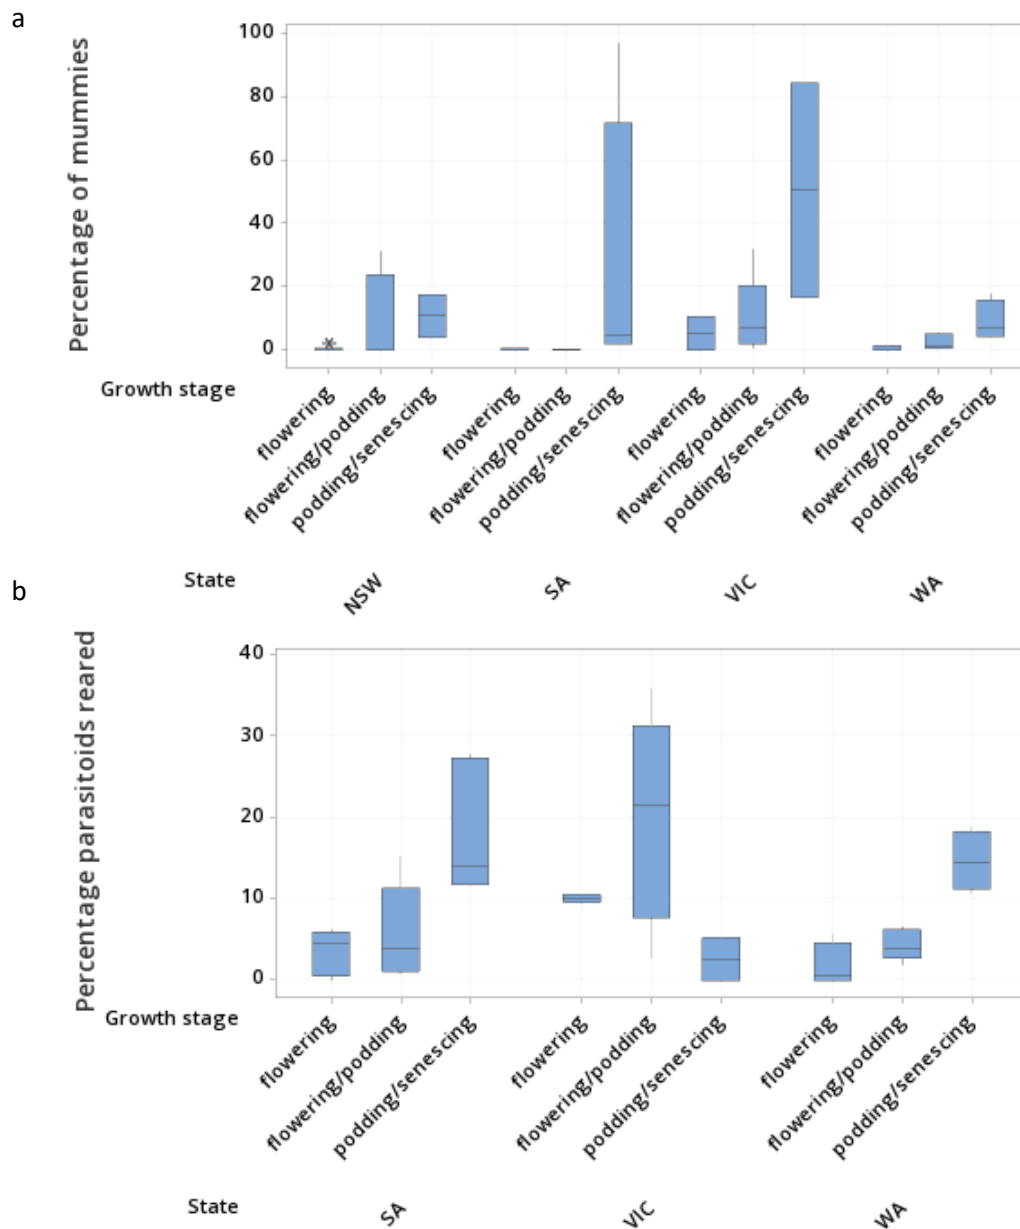 a
Percentage of mummies
100
80
60
40
20
0
Growth stage
flowering
flowering/podding
podding/senescing
flowering
flowering/podding
podding/senescing
flowering
flowering/podding
podding/senescing
flowering
flowering/podding
podding/senescing
State
NSW
SA
VIC
WA
b
Percentage parasitoids reared
40
30
20
10
0
Growth stage
flowering
flowering/podding
podding/senescing
flowering
flowering/podding
podding/senescing
flowering
flowering/podding
podding/senescing
State
SA
VIC
WA